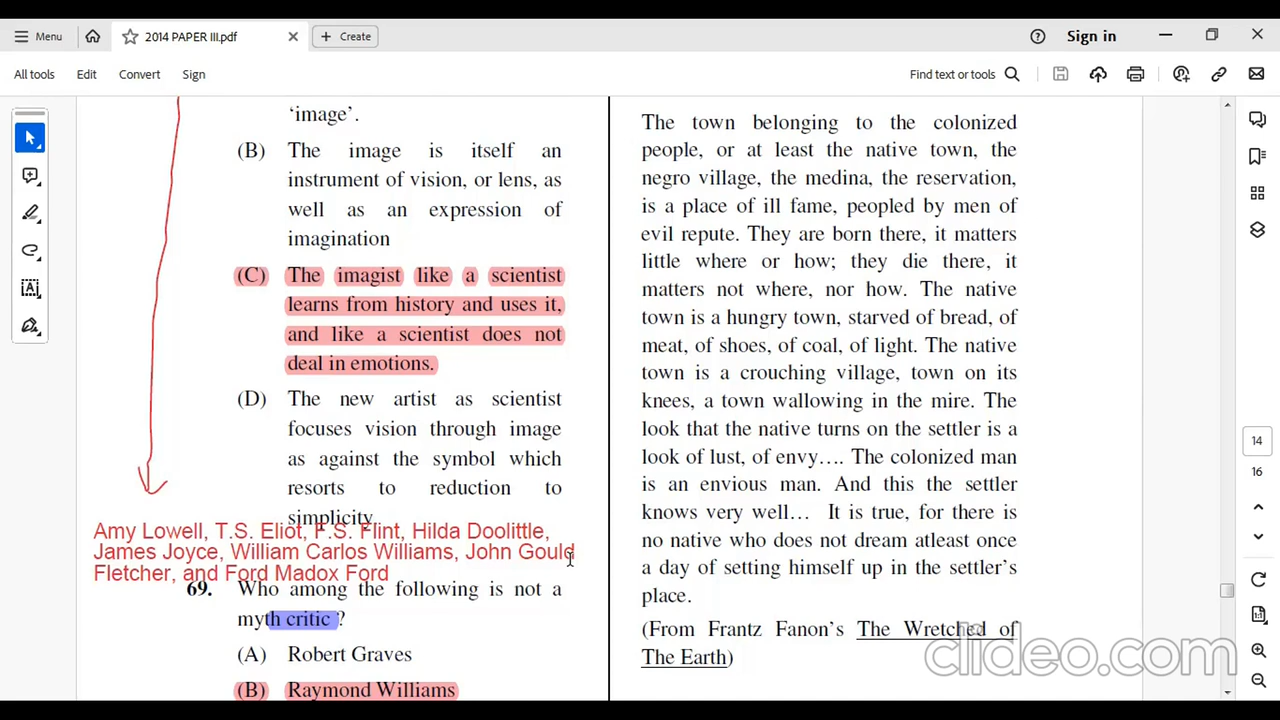 Menu
2014 PAPER III.pdf
Create
Sign in
All tools
Edit
Convert
Sign
Find text or tools
‘image’.
(B) The image is itself an
instrument of vision, or lens, as
well as an expression of
imagination
(C) The imagist like a scientist
learns from history and uses it,
and like a scientist does not
deal in emotions.
(D) The new artist as scientist
focuses vision through image
as against the symbol which
resorts to reduction to
simplicity.
Amy Lowell, T.S. Eliot, F.S. Flint, Hilda Doolittle,
James Joyce, William Carlos Williams, John Gould
Fletcher, and Ford Madox Ford
69. Who among the following is not a
myth critic ?
(A) Robert Graves
(B) Raymond Williams
The town belonging to the colonized
people, or at least the native town, the
negro village, the medina, the reservation,
is a place of ill fame, peopled by men of
evil repute. They are born there, it matters
little where or how; they die there, it
matters not where, nor how. The native
town is a hungry town, starved of bread, of
meat, of shoes, of coal, of light. The native
town is a crouching village, town on its
knees, a town wallowing in the mire. The
look that the native turns on the settler is a
look of lust, of envy…. The colonized man
is an envious man. And this the settler
knows very well… It is true, for there is
no native who does not dream atleast once
a day of setting himself up in the settler’s
place.
(From Frantz Fanon’s The Wretched of
The Earth)
14
16
1:1
clideo.com